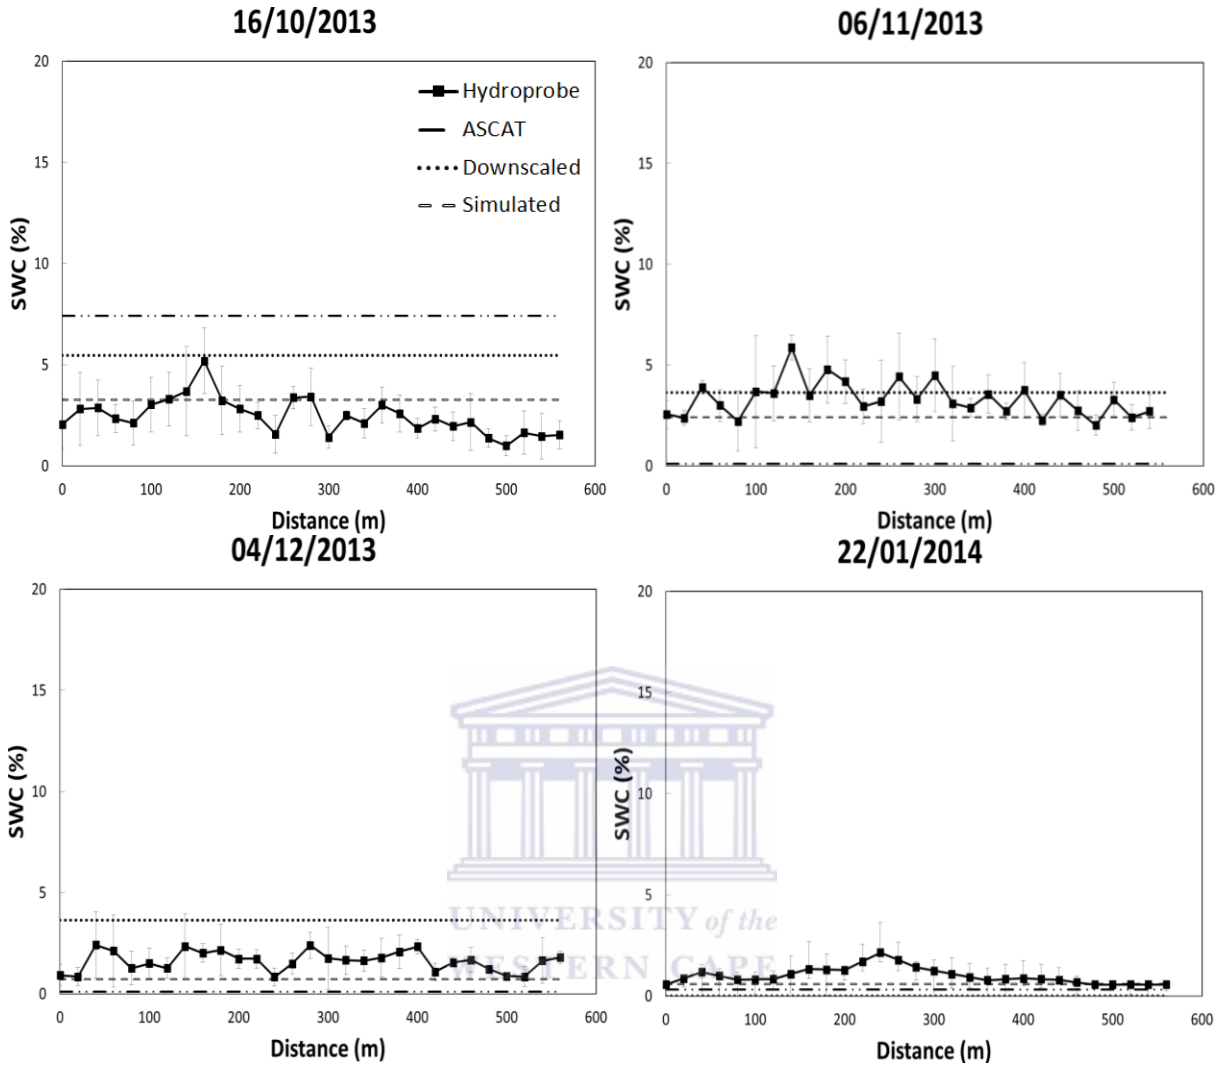 16/10/2013
20
15
10
5
0
SWC (%)
Hydroprobe
ASCAT
Downscaled
Simulated
0 100 200 300 400 500 600
Distance (m)
06/11/2013
20
15
10
5
0
SWC (%)
0 100 200 300 400 500 600
Distance (m)
04/12/2013
20
15
10
5
0
SWC (%)
0 100 200 300 400 500 600
Distance (m)
22/01/2014
20
15
10
5
0
SWC (%)
0 100 200 300 400 500 600
Distance (m)
UNIVERSITY of the
WESTERN CAPE